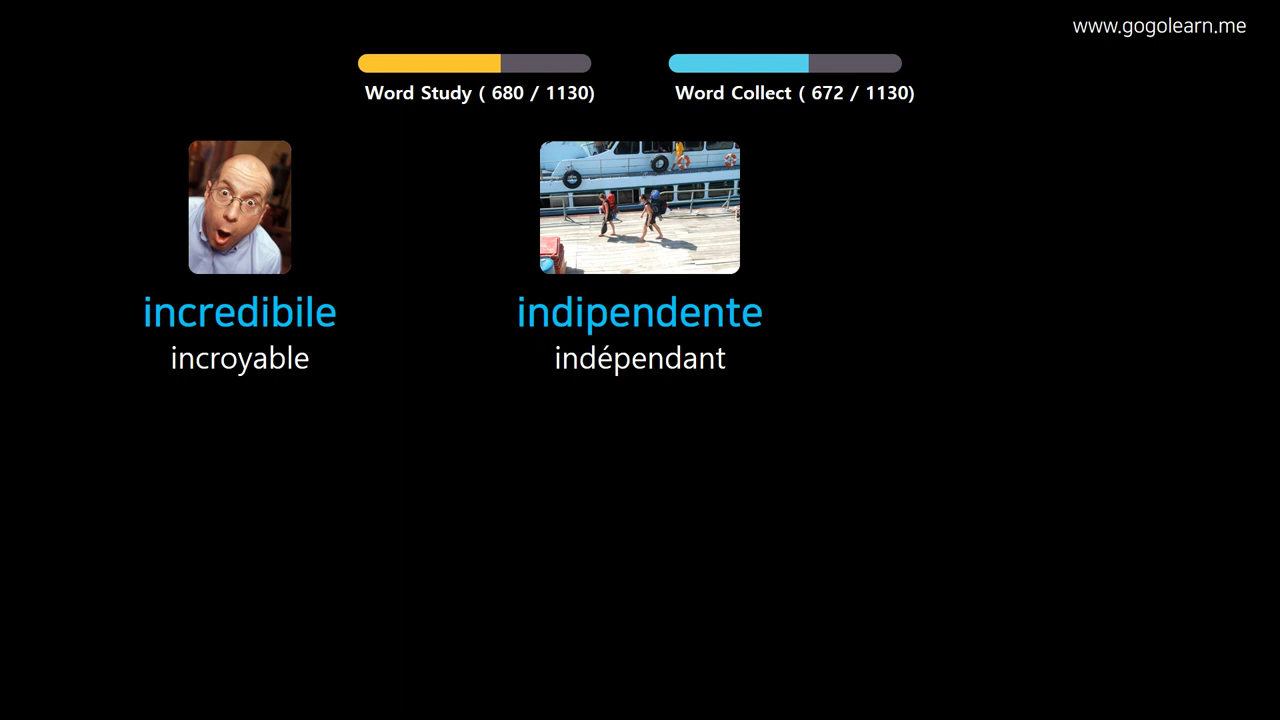 www.gogolearn.me
Word Study ( 680 / 1130)
Word Collect ( 672 / 1130)
incredibile
incroyable
indipendente
indépendant